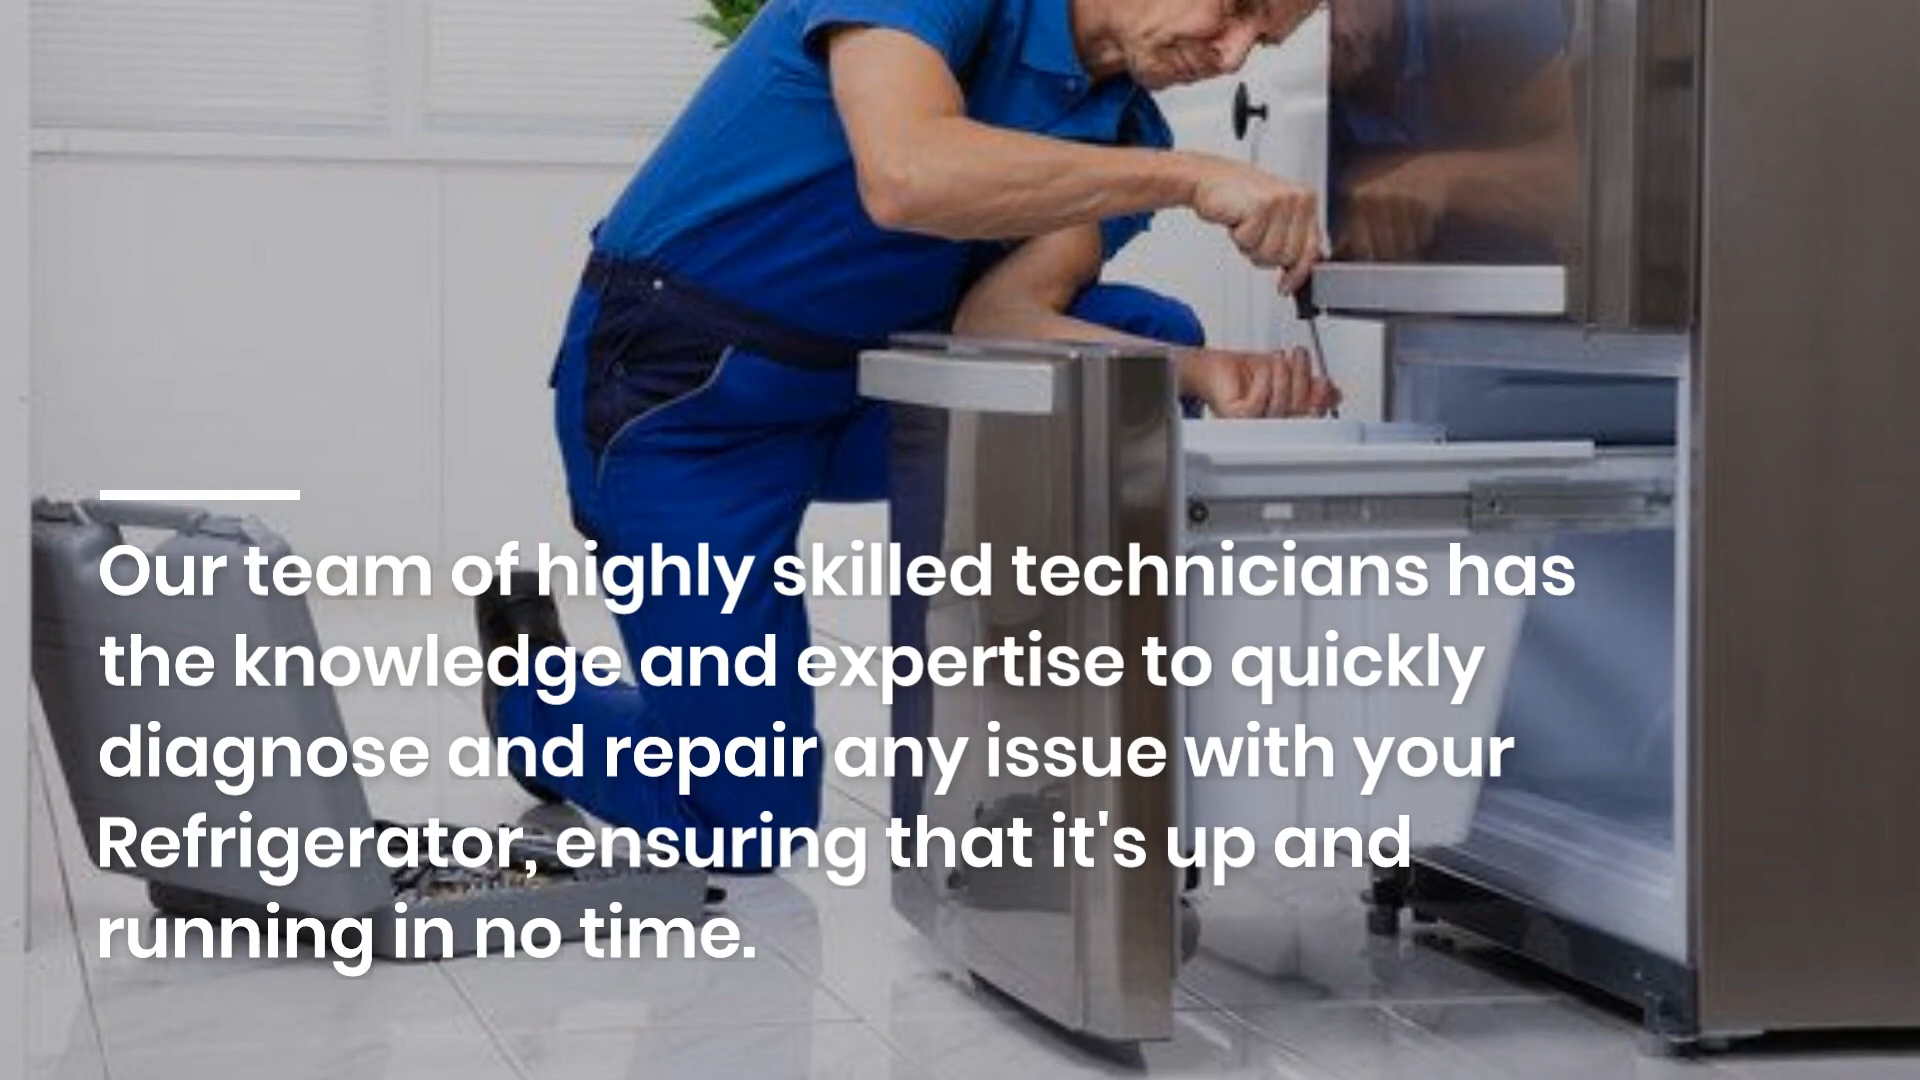 Our team of highly skilled technicians has
the knowledge and expertise to quickly
diagnose and repair any issue with your
Refrigerator, ensuring that it's up and
running in no time.